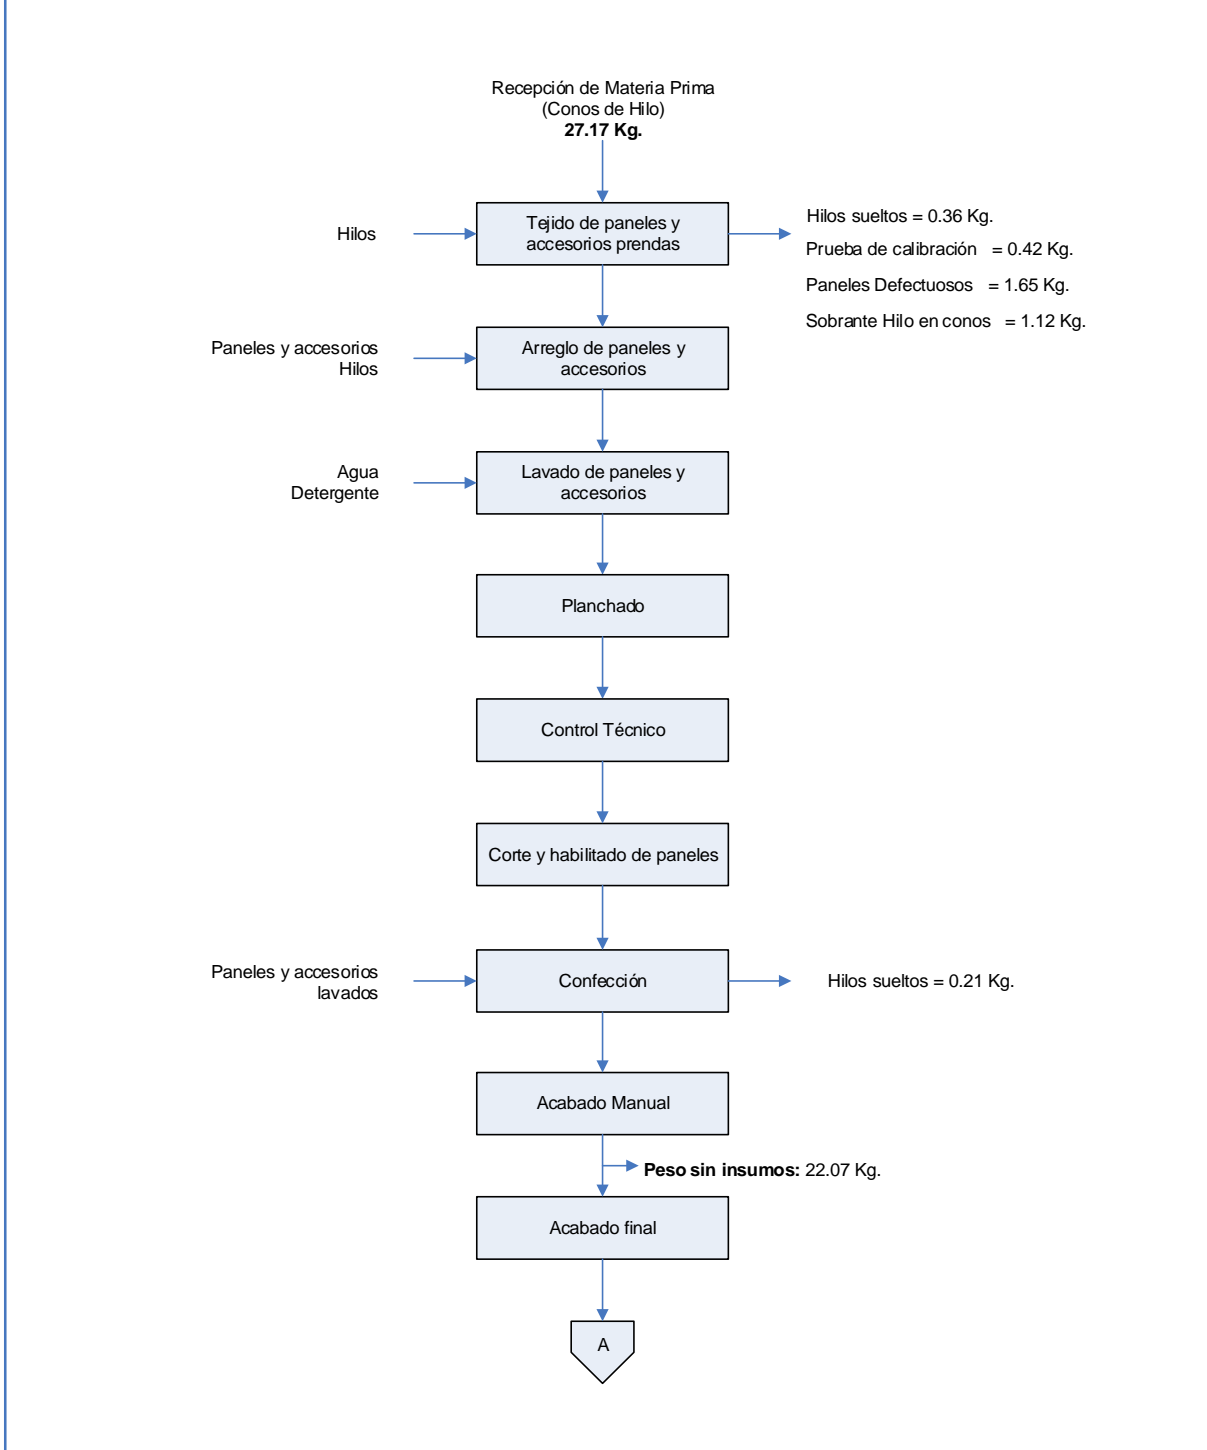 Recepción de Materia Prima
(Conos de Hilo)
27.17 Kg.
Hilos
Tejido de paneles y
accesorios prendas
Hilos sueltos = 0.36 Kg.
Prueba de calibración = 0.42 Kg.
Paneles Defectuosos = 1.65 Kg.
Sobrante Hilo en conos = 1.12 Kg.
Paneles y accesorios
Hilos
Arreglo de paneles y
accesorios
Agua
Detergente
Lavado de paneles y
accesorios
Planchado
Control Técnico
Corte y habilitado de paneles
Paneles y accesorios
lavados
Confección
Hilos sueltos = 0.21 Kg.
Acabado Manual
Peso sin insumos: 22.07 Kg.
Acabado final
A